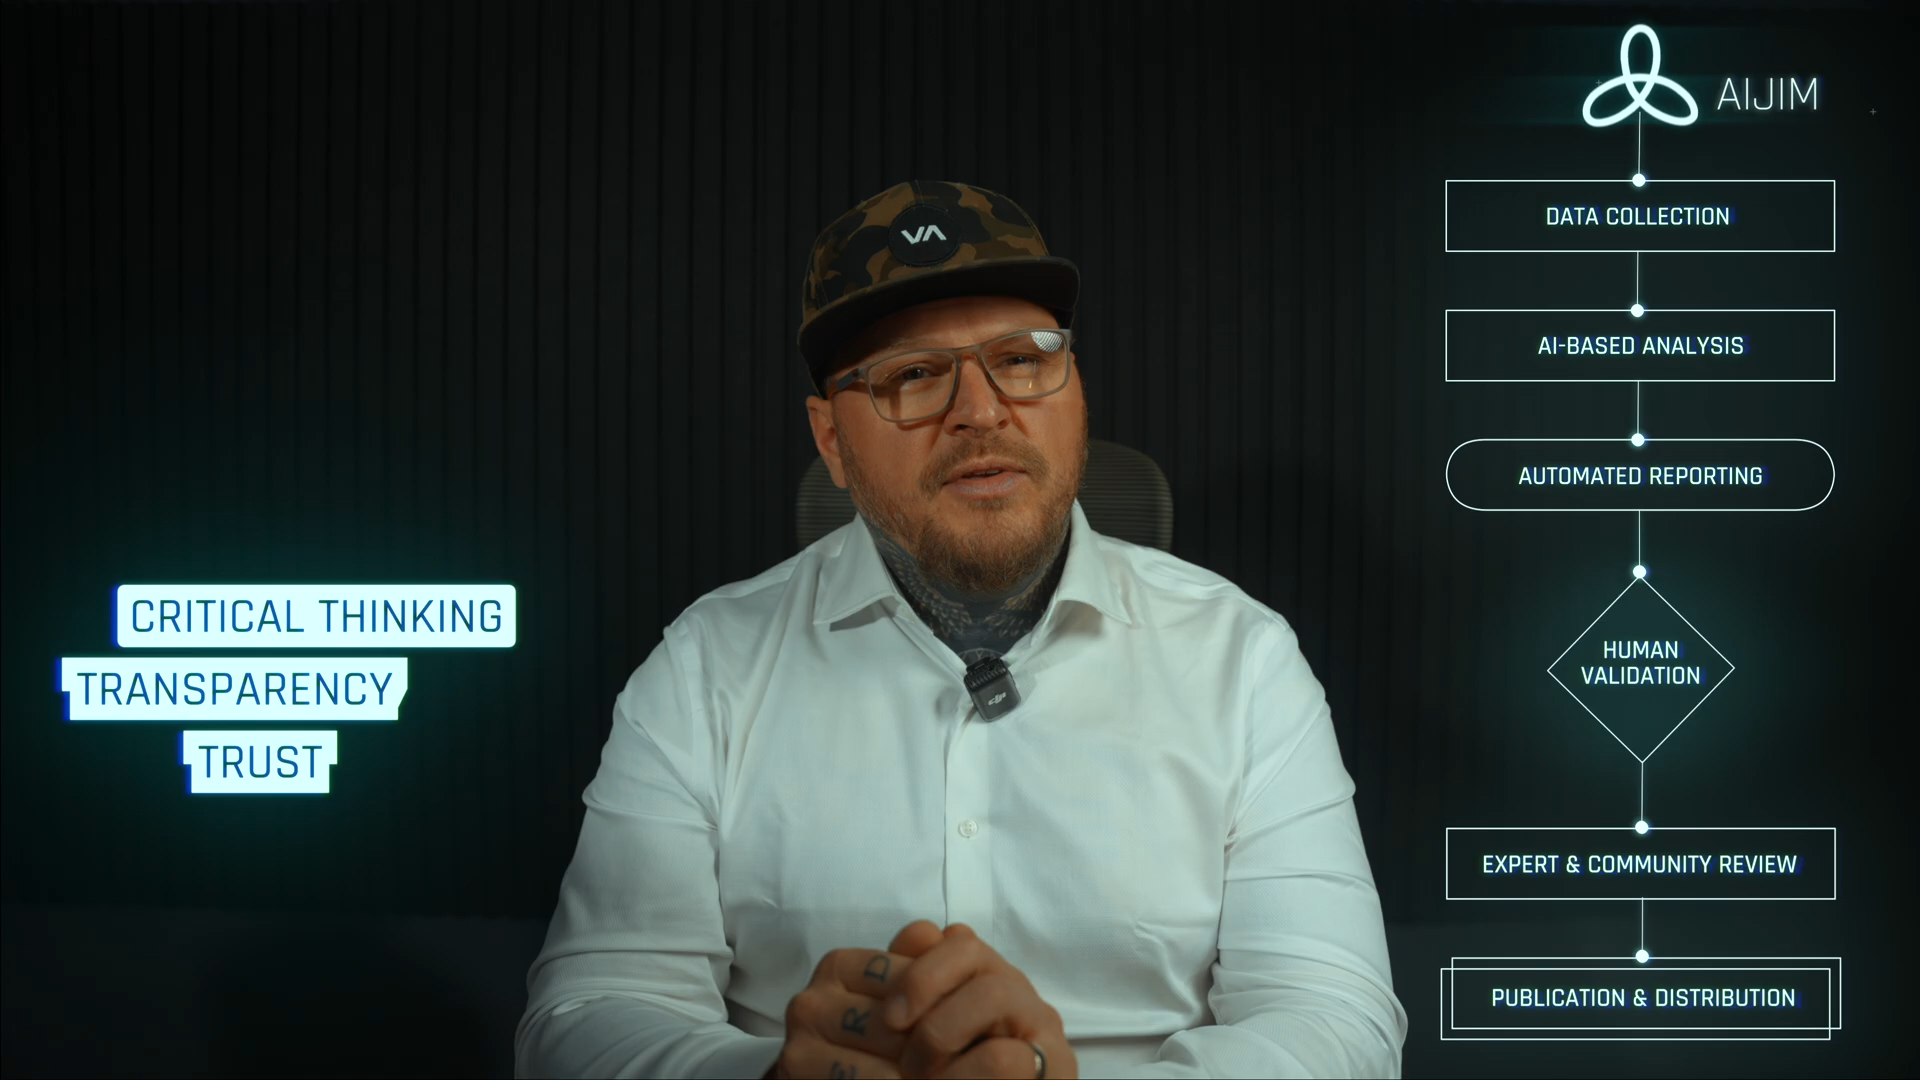 AIJIM
DATA COLLECTION
AI-BASED ANALYSIS
AUTOMATED REPORTING
HUMAN
VALIDATION
EXPERT & COMMUNITY REVIEW
PUBLICATION & DISTRIBUTION
CRITICAL THINKING
TRANSPARENCY
TRUST
VA
D
R
E
dji